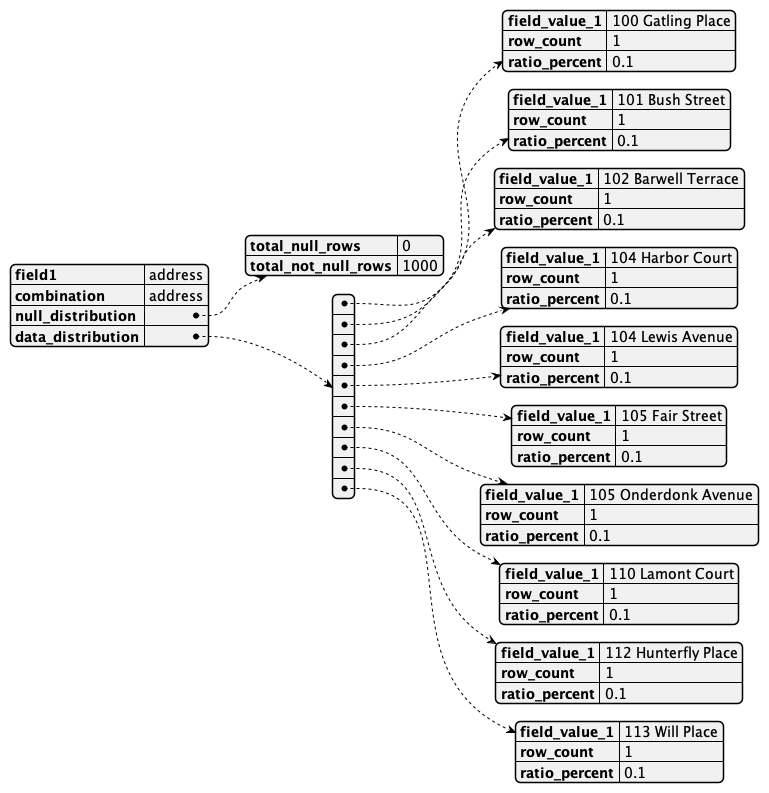 field1 address
combination address
null_distribution
data_distribution
total_null_rows 0
total_not_null_rows 1000
field_value_1 100 Gatling Place
row_count 1
ratio_percent 0.1
field_value_1 101 Bush Street
row_count 1
ratio_percent 0.1
field_value_1 102 Barwell Terrace
row_count 1
ratio_percent 0.1
field_value_1 104 Harbor Court
row_count 1
ratio_percent 0.1
field_value_1 104 Lewis Avenue
row_count 1
ratio_percent 0.1
field_value_1 105 Fair Street
row_count 1
ratio_percent 0.1
field_value_1 105 Onderdonk Avenue
row_count 1
ratio_percent 0.1
field_value_1 110 Lamont Court
row_count 1
ratio_percent 0.1
field_value_1 112 Hunterfly Place
row_count 1
ratio_percent 0.1
field_value_1 113 Will Place
row_count 1
ratio_percent 0.1